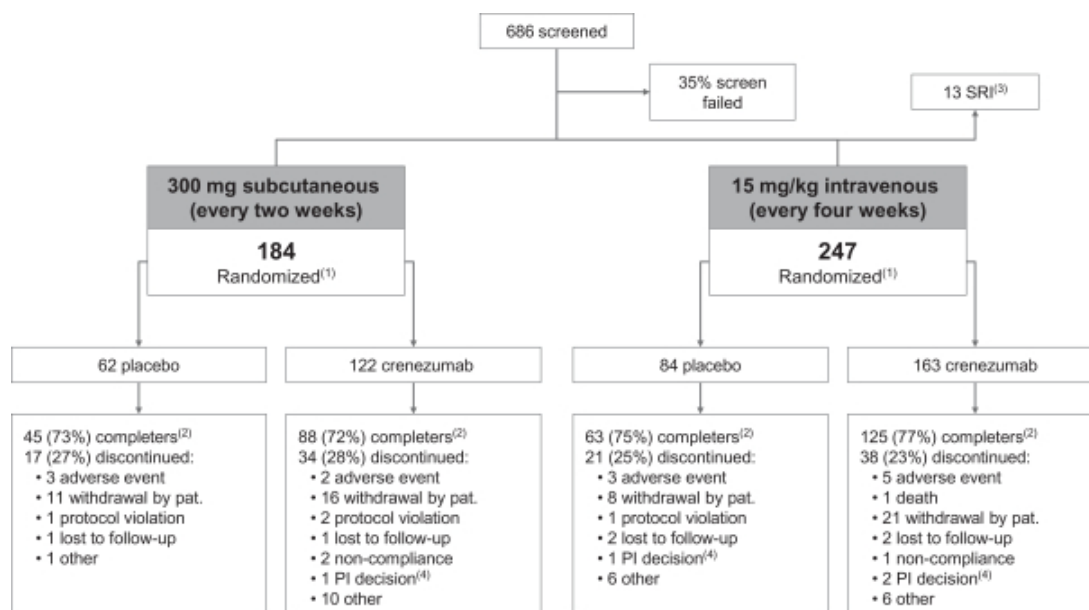 686 screened
35% screen
failed
13 SRI(3)
300 mg subcutaneous
(every two weeks)
184
Randomized(1)
15 mg/kg intravenous
(every four weeks)
247
Randomized(1)
62 placebo
122 crenezumab
84 placebo
163 crenezumab
45 (73%) completers(2)
17 (27%) discontinued:
• 3 adverse event
• 11 withdrawal by pat.
• 1 protocol violation
• 1 lost to follow-up
• 1 other
88 (72%) completers(2)
34 (28%) discontinued:
• 2 adverse event
• 16 withdrawal by pat.
• 2 protocol violation
• 1 lost to follow-up
• 2 non-compliance
• 1 PI decision(4)
• 10 other
63 (75%) completers(2)
21 (25%) discontinued:
• 3 adverse event
• 8 withdrawal by pat.
• 1 protocol violation
• 2 lost to follow-up
• 1 PI decision(4)
• 6 other
125 (77%) completers(2)
38 (23%) discontinued:
• 5 adverse event
• 1 death
• 21 withdrawal by pat.
• 2 lost to follow-up
• 1 non-compliance
• 2 PI decision(4)
• 6 other